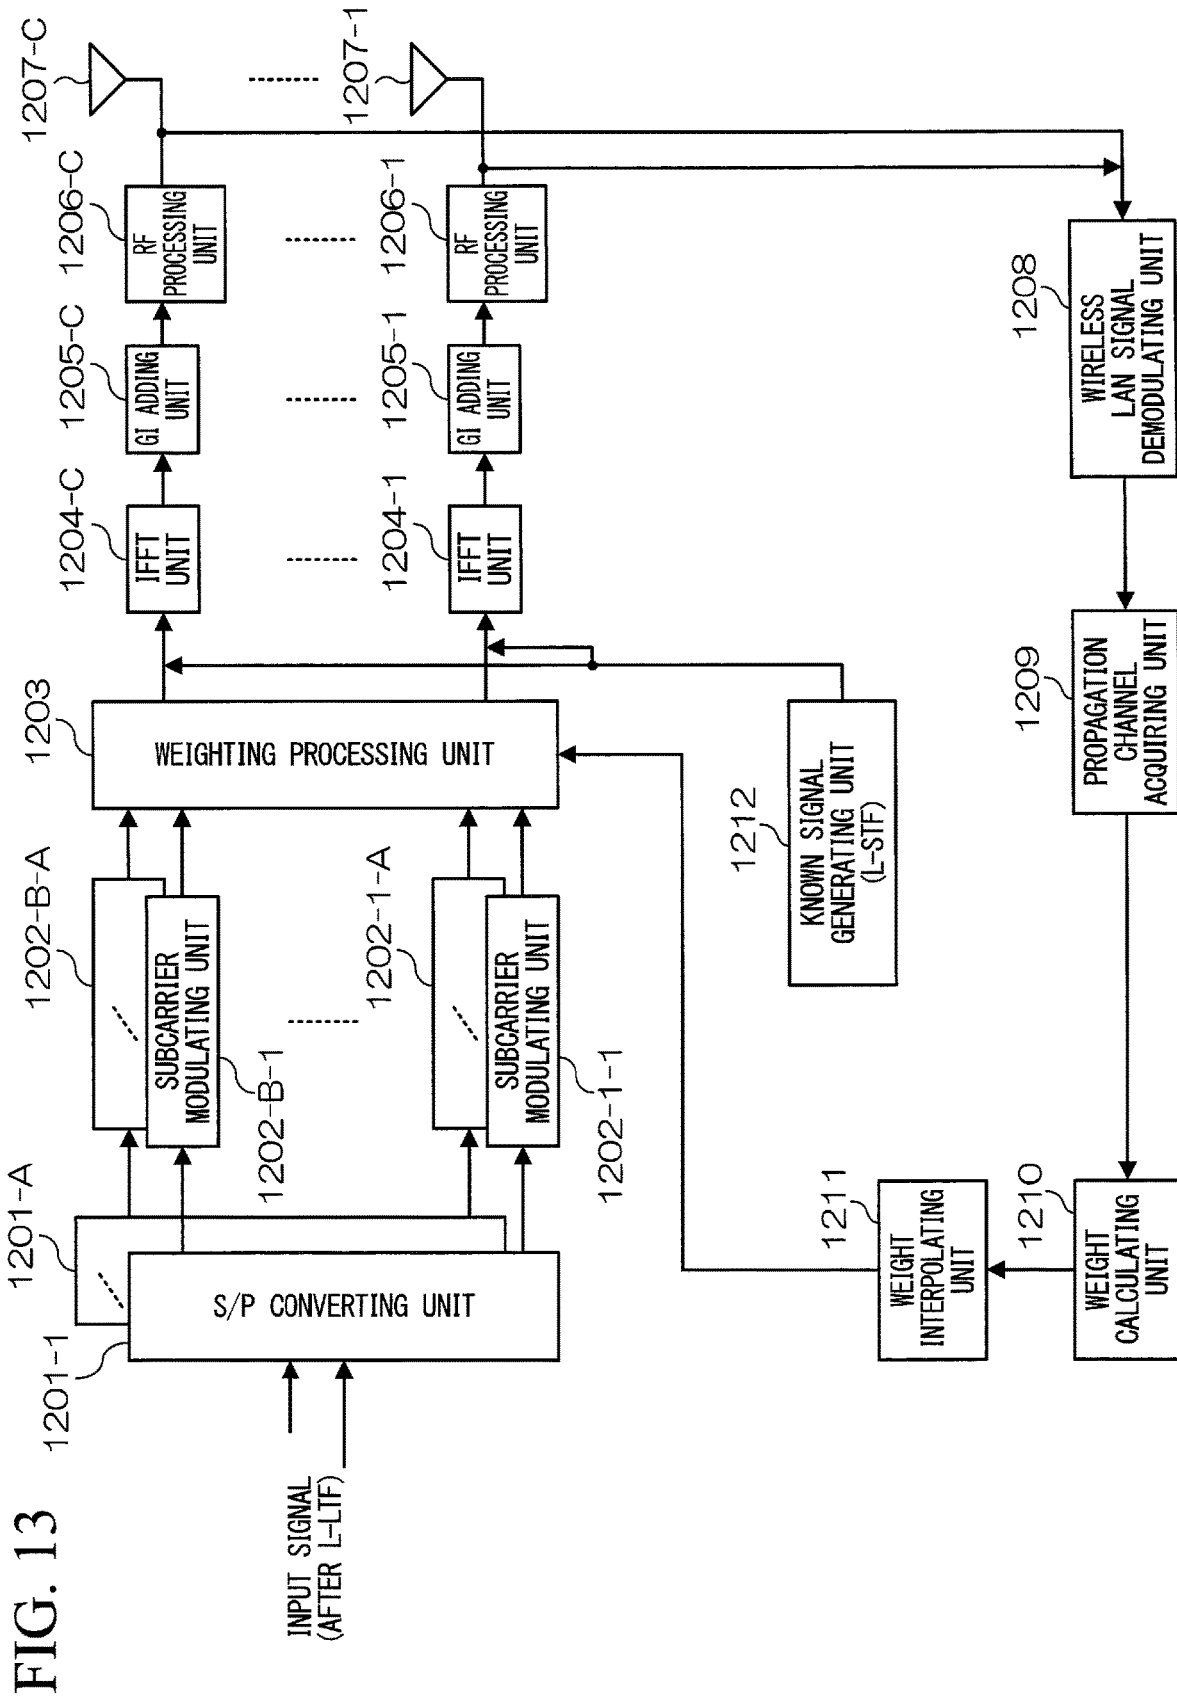 FIG. 13
INPUT SIGNAL
(AFTER L-LTF)
1201-1
1201-A
S/P CONVERTING UNIT
1202-B-A
SUBCARRIER
MODULATING UNIT
1202-B-1
1202-1-A
SUBCARRIER
MODULATING UNIT
1202-1-1
1203
WEIGHTING PROCESSING UNIT
1204-C
IFFT
UNIT
1205-C
GI ADDING
UNIT
1206-C
RF
PROCESSING
UNIT
1207-C
1204-1
IFFT
UNIT
1205-1
GI ADDING
UNIT
1206-1
RF
PROCESSING
UNIT
1207-1
1212
KNOWN SIGNAL
GENERATING UNIT
(L-STF)
1211
WEIGHT
INTERPOLATING
UNIT
1210
WEIGHT
CALCULATING
UNIT
1209
PROPAGATION
CHANNEL
ACQUIRING UNIT
1208
WIRELESS
LAN SIGNAL
DEMODULATING UNIT